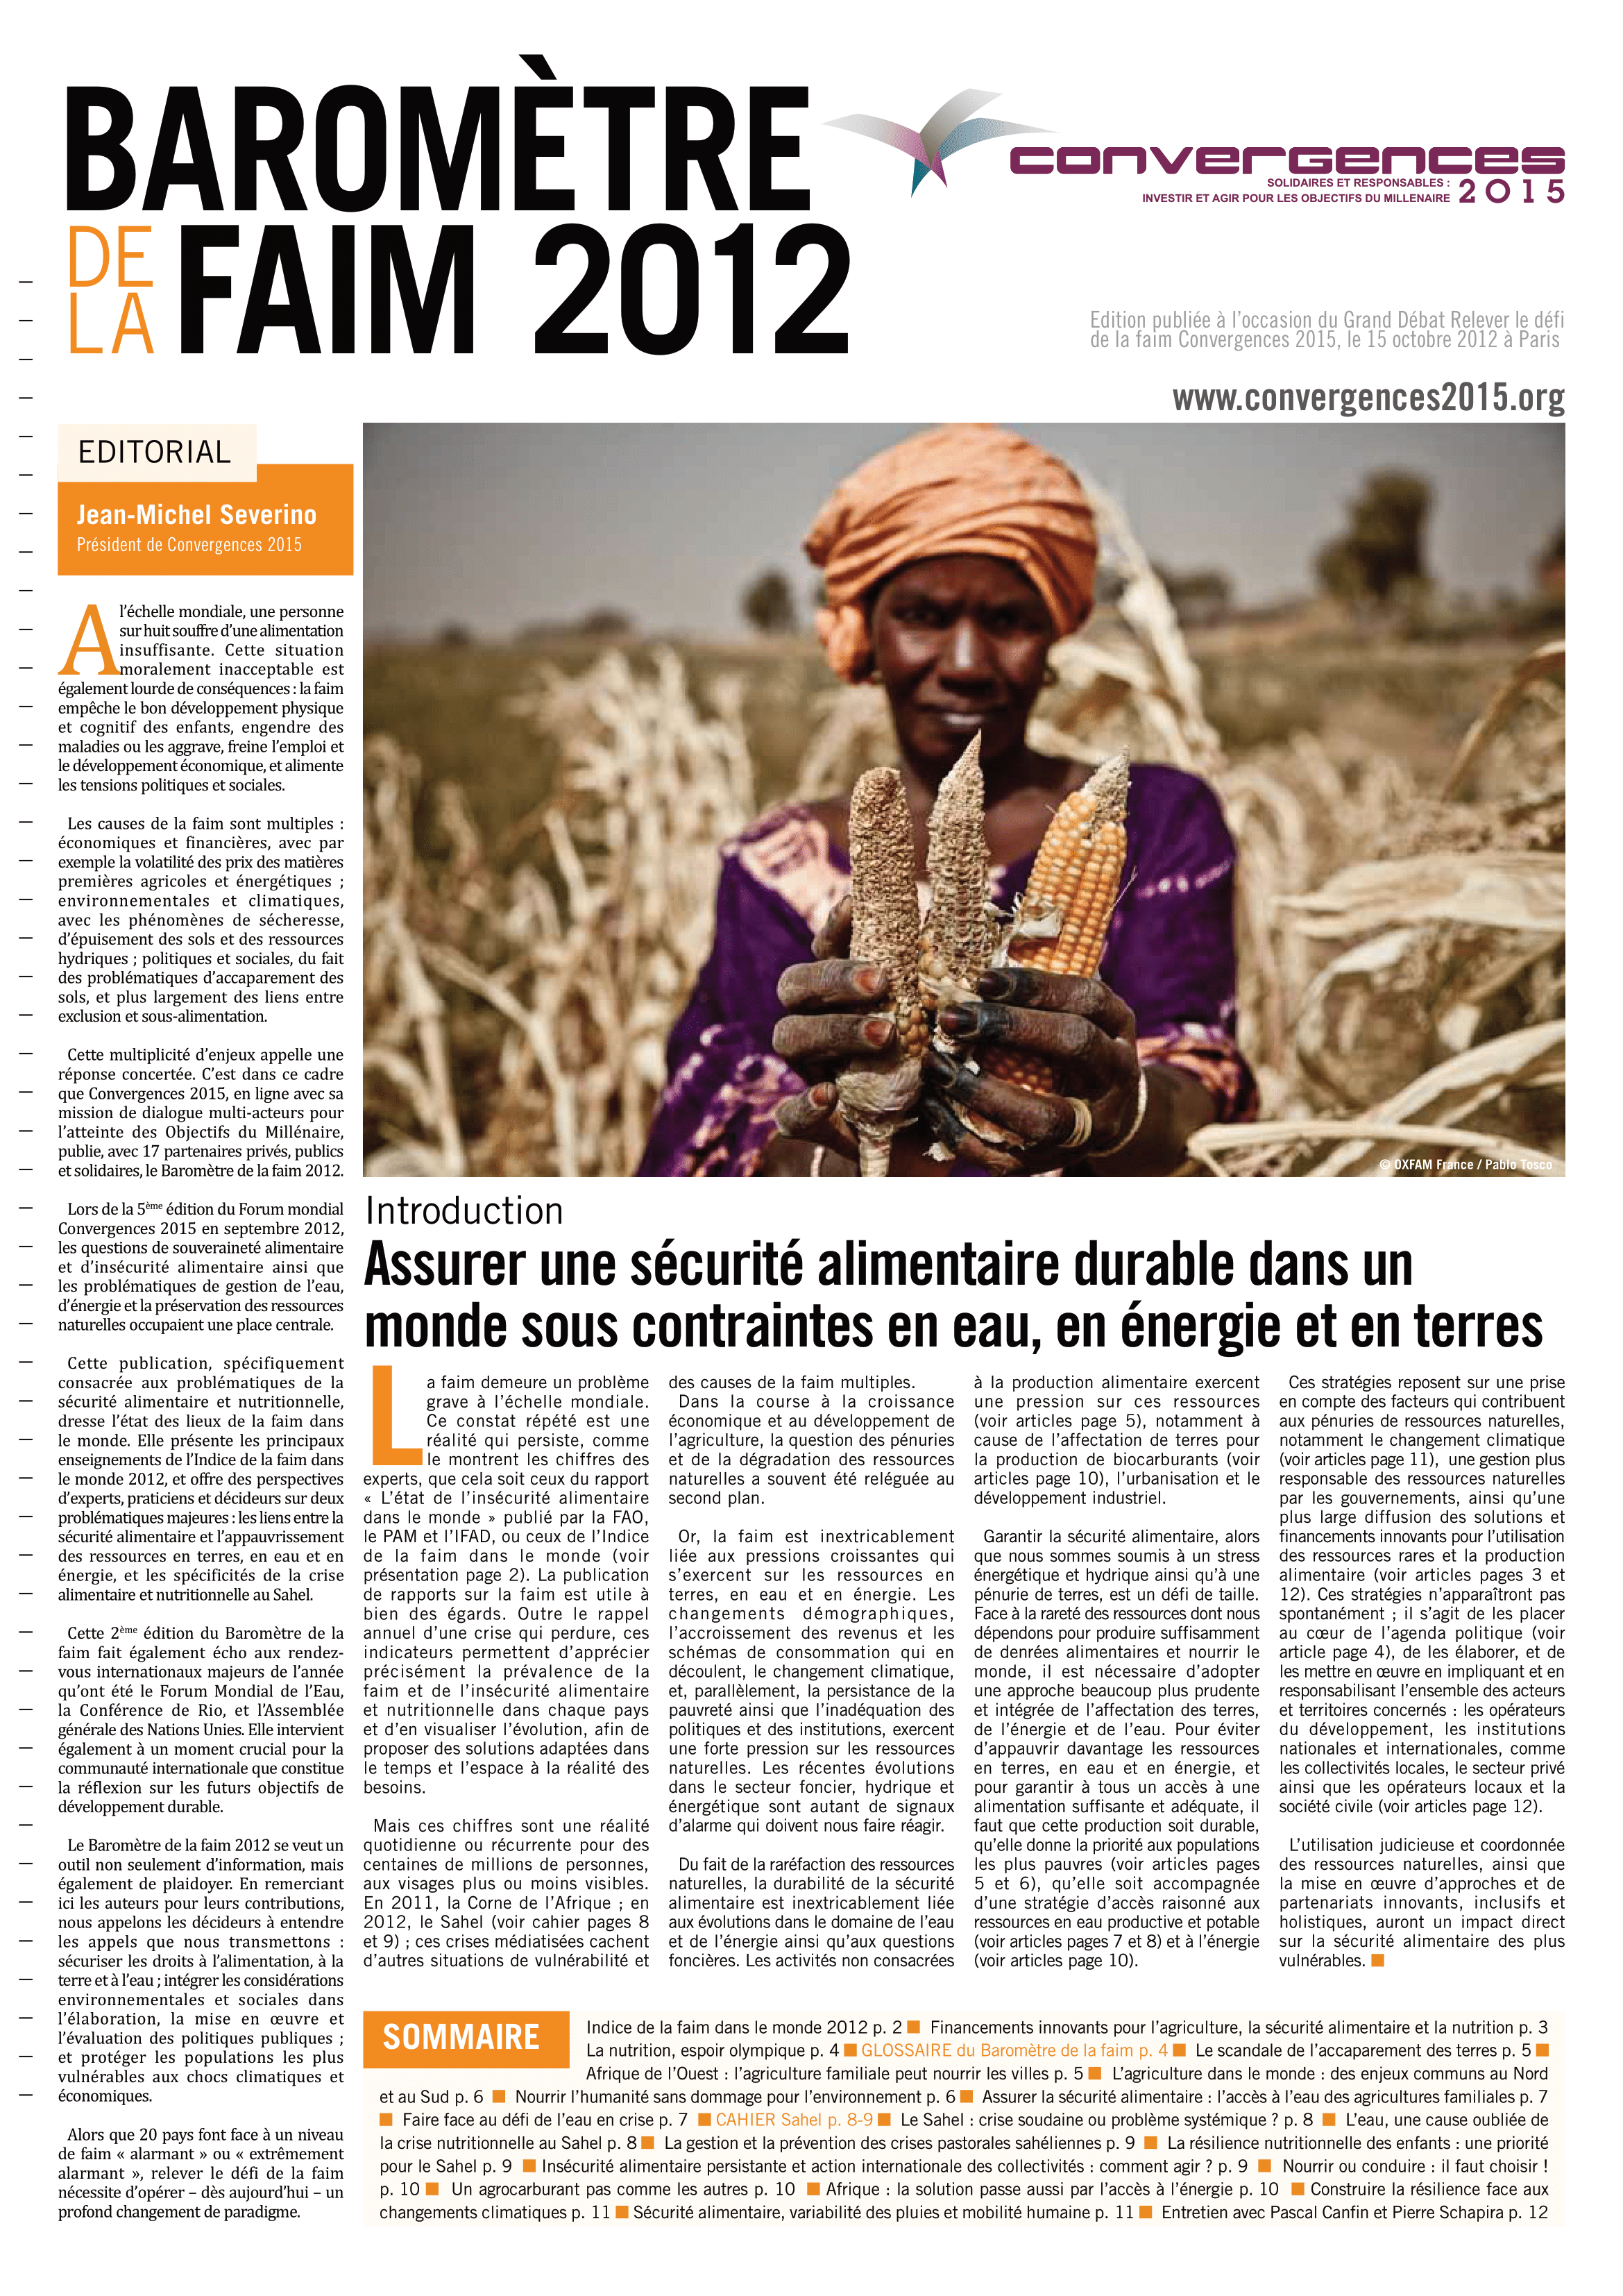 BAROMÈTRE
DE LA FAIM 2012
convergences
SOLIDAIRES ET RESPONSABLES :
INVESTIR ET AGIR POUR LES OBJECTIFS DU MILLENAIRE 2015
Edition publiée à l'occasion du Grand Débat Relever le défi
de la faim Convergences 2015, le 15 octobre 2012 à Paris
www.convergences2015.org
EDITORIAL
Jean-Michel Severino
Président de Convergences 2015
A l'échelle mondiale, une personne
sur huit souffre d'une alimentation
insuffisante. Cette situation
moralement inacceptable est
également lourde de conséquences : la faim
empêche le bon développement physique
et cognitif des enfants, engendre des
maladies ou les aggrave, freine l'emploi et
le développement économique, et alimente
les tensions politiques et sociales.
Les causes de la faim sont multiples :
économiques et financières, avec par
exemple la volatilité des prix des matières
premières agricoles et énergétiques ;
environnementales et climatiques,
avec les phénomènes de sécheresse,
d'épuisement des sols et des ressources
hydriques ; politiques et sociales, du fait
des problématiques d'accaparement des
sols, et plus largement des liens entre
exclusion et sous-alimentation.
Cette multiplicité d'enjeux appelle une
réponse concertée. C'est dans ce cadre
que Convergences 2015, en ligne avec sa
mission de dialogue multi-acteurs pour
l'atteinte des Objectifs du Millénaire,
publie, avec 17 partenaires privés, publics
et solidaires, le Baromètre de la faim 2012.
Lors de la 5ème édition du Forum mondial
Convergences 2015 en septembre 2012,
les questions de souveraineté alimentaire
et d'insécurité alimentaire ainsi que
les problématiques de gestion de l'eau,
d'énergie et la préservation des ressources
naturelles occupaient une place centrale.
Cette publication, spécifiquement
consacrée aux problématiques de la
sécurité alimentaire et nutritionnelle,
dresse l'état des lieux de la faim dans
le monde. Elle présente les principaux
enseignements de l'Indice de la faim dans
le monde 2012, et offre des perspectives
d'experts, praticiens et décideurs sur deux
problématiques majeures : les liens entre la
sécurité alimentaire et l'appauvrissement
des ressources en terres, en eau et en
énergie, et les spécificités de la crise
alimentaire et nutritionnelle au Sahel.
Cette 2ème édition du Baromètre de la
faim fait également écho aux rendez-
vous internationaux majeurs de l'année
qu'ont été le Forum Mondial de l'Eau,
la Conférence de Rio, et l'Assemblée
générale des Nations Unies. Elle intervient
également à un moment crucial pour la
communauté internationale que constitue
la réflexion sur les futurs objectifs de
développement durable.
Le Baromètre de la faim 2012 se veut un
outil non seulement d'information, mais
également de plaidoyer. En remerciant
ici les auteurs pour leurs contributions,
nous appelons les décideurs à entendre
les appels que nous transmettons :
sécuriser les droits à l'alimentation, à la
terre et à l'eau ; intégrer les considérations
environnementales et sociales dans
l'élaboration, la mise en œuvre et
l'évaluation des politiques publiques ;
et protéger les populations les plus
vulnérables aux chocs climatiques et
économiques.
Alors que 20 pays font face à un niveau
de faim « alarmant » ou « extrêmement
alarmant », relever le défi de la faim
nécessite d'opérer – dès aujourd'hui – un
profond changement de paradigme.
© OXFAM France / Pablo Tosco
Introduction
Assurer une sécurité alimentaire durable dans un
monde sous contraintes en eau, en énergie et en terres
La faim demeure un problème
grave à l'échelle mondiale.
Ce constat répété est une
réalité qui persiste, comme
le montrent les chiffres des
experts, que cela soit ceux du rapport
« L'état de l'insécurité alimentaire
dans le monde » publié par la FAO,
le PAM et l'IFAD, ou ceux de l'Indice
de la faim dans le monde (voir
présentation page 2). La publication
de rapports sur la faim est utile à
bien des égards. Outre le rappel
annuel d'une crise qui perdure, ces
indicateurs permettent d'apprécier
précisément la prévalence de la
faim et de l'insécurité alimentaire
et nutritionnelle dans chaque pays
et d'en visualiser l'évolution, afin de
proposer des solutions adaptées dans
le temps et l'espace à la réalité des
besoins.
Mais ces chiffres sont une réalité
quotidienne ou récurrente pour des
centaines de millions de personnes,
aux visages plus ou moins visibles.
En 2011, la Corne de l'Afrique ; en
2012, le Sahel (voir cahier pages 8
et 9) ; ces crises médiatisées cachent
d'autres situations de vulnérabilité et
des causes de la faim multiples.
Dans la course à la croissance
économique et au développement de
l'agriculture, la question des pénuries
et de la dégradation des ressources
naturelles a souvent été reléguée au
second plan.
Or, la faim est inextricablement
liée aux pressions croissantes qui
s'exercent sur les ressources en
terres, en eau et en énergie. Les
changements démographiques,
l'accroissement des revenus et les
schémas de consommation qui en
découlent, le changement climatique,
et, parallèlement, la persistance de la
pauvreté ainsi que l'inadéquation des
politiques et des institutions, exercent
une forte pression sur les ressources
naturelles. Les récentes évolutions
dans le secteur foncier, hydrique et
énergétique sont autant de signaux
d'alarme qui doivent nous faire réagir.
Du fait de la raréfaction des ressources
naturelles, la durabilité de la sécurité
alimentaire est inextricablement liée
aux évolutions dans le domaine de l'eau
et de l'énergie ainsi qu'aux questions
foncières. Les activités non consacrées
à la production alimentaire exercent
une pression sur ces ressources
(voir articles page 5), notamment à
cause de l'affectation de terres pour
la production de biocarburants (voir
articles page 10), l'urbanisation et le
développement industriel.
Garantir la sécurité alimentaire, alors
que nous sommes soumis à un stress
énergétique et hydrique ainsi qu'à une
pénurie de terres, est un défi de taille.
Face à la rareté des ressources dont nous
dépendons pour produire suffisamment
de denrées alimentaires et nourrir le
monde, il est nécessaire d'adopter
une approche beaucoup plus prudente
et intégrée de l'affectation des terres,
de l'énergie et de l'eau. Pour éviter
d'appauvrir davantage les ressources
en terres, en eau et en énergie, et
pour garantir à tous un accès à une
alimentation suffisante et adéquate, il
faut que cette production soit durable,
qu'elle donne la priorité aux populations
les plus pauvres (voir articles pages
5 et 6), qu'elle soit accompagnée
d'une stratégie d'accès raisonné aux
ressources en eau productive et potable
(voir articles pages 7 et 8) et à l'énergie
(voir articles page 10).
Ces stratégies reposent sur une prise
en compte des facteurs qui contribuent
aux pénuries de ressources naturelles,
notamment le changement climatique
(voir articles page 11), une gestion plus
responsable des ressources naturelles
par les gouvernements, ainsi qu'une
plus large diffusion des solutions et
financements innovants pour l'utilisation
des ressources rares et la production
alimentaire (voir articles pages 3 et
12). Ces stratégies n'apparaîtront pas
spontanément ; il s'agit de les placer
au cœur de l'agenda politique (voir
article page 4), de les élaborer, et de
les mettre en œuvre en impliquant et en
responsabilisant l'ensemble des acteurs
et territoires concernés : les opérateurs
du développement, les institutions
nationales et internationales, comme
les collectivités locales, le secteur privé
ainsi que les opérateurs locaux et la
société civile (voir articles page 12).
L'utilisation judicieuse et coordonnée
des ressources naturelles, ainsi que
la mise en œuvre d'approches et de
partenariats innovants, inclusifs et
holistiques, auront un impact direct
sur la sécurité alimentaire des plus
vulnérables. ■
SOMMAIRE
Indice de la faim dans le monde 2012 p. 2 ■ Financements innovants pour l'agriculture, la sécurité alimentaire et la nutrition p. 3
La nutrition, espoir olympique p. 4 ■ GLOSSAIRE du Baromètre de la faim p. 4 ■ Le scandale de l'accaparement des terres p. 5 ■
Afrique de l'Ouest : l'agriculture familiale peut nourrir les villes p. 5 ■ L'agriculture dans le monde : des enjeux communs au Nord
et au Sud p. 6 ■ Nourrir l'humanité sans dommage pour l'environnement p. 6 ■ Assurer la sécurité alimentaire : l'accès à l'eau des agricultures familiales p. 7
■ Faire face au défi de l'eau en crise p. 7 ■ CAHIER Sahel p. 8-9 ■ Le Sahel : crise soudaine ou problème systémique ? p. 8 ■ L'eau, une cause oubliée de
la crise nutritionnelle au Sahel p. 8 ■ La gestion et la prévention des crises pastorales sahéliennes p. 9 ■ La résilience nutritionnelle des enfants : une priorité
pour le Sahel p. 9 ■ Insécurité alimentaire persistante et action internationale des collectivités : comment agir ? p. 9 ■ Nourrir ou conduire : il faut choisir !
p. 10 ■ Un agrocarburant pas comme les autres p. 10 ■ Afrique : la solution passe aussi par l'accès à l'énergie p. 10 ■ Construire la résilience face aux
changements climatiques p. 11 ■ Sécurité alimentaire, variabilité des pluies et mobilité humaine p. 11 ■ Entretien avec Pascal Canfin et Pierre Schapira p. 12